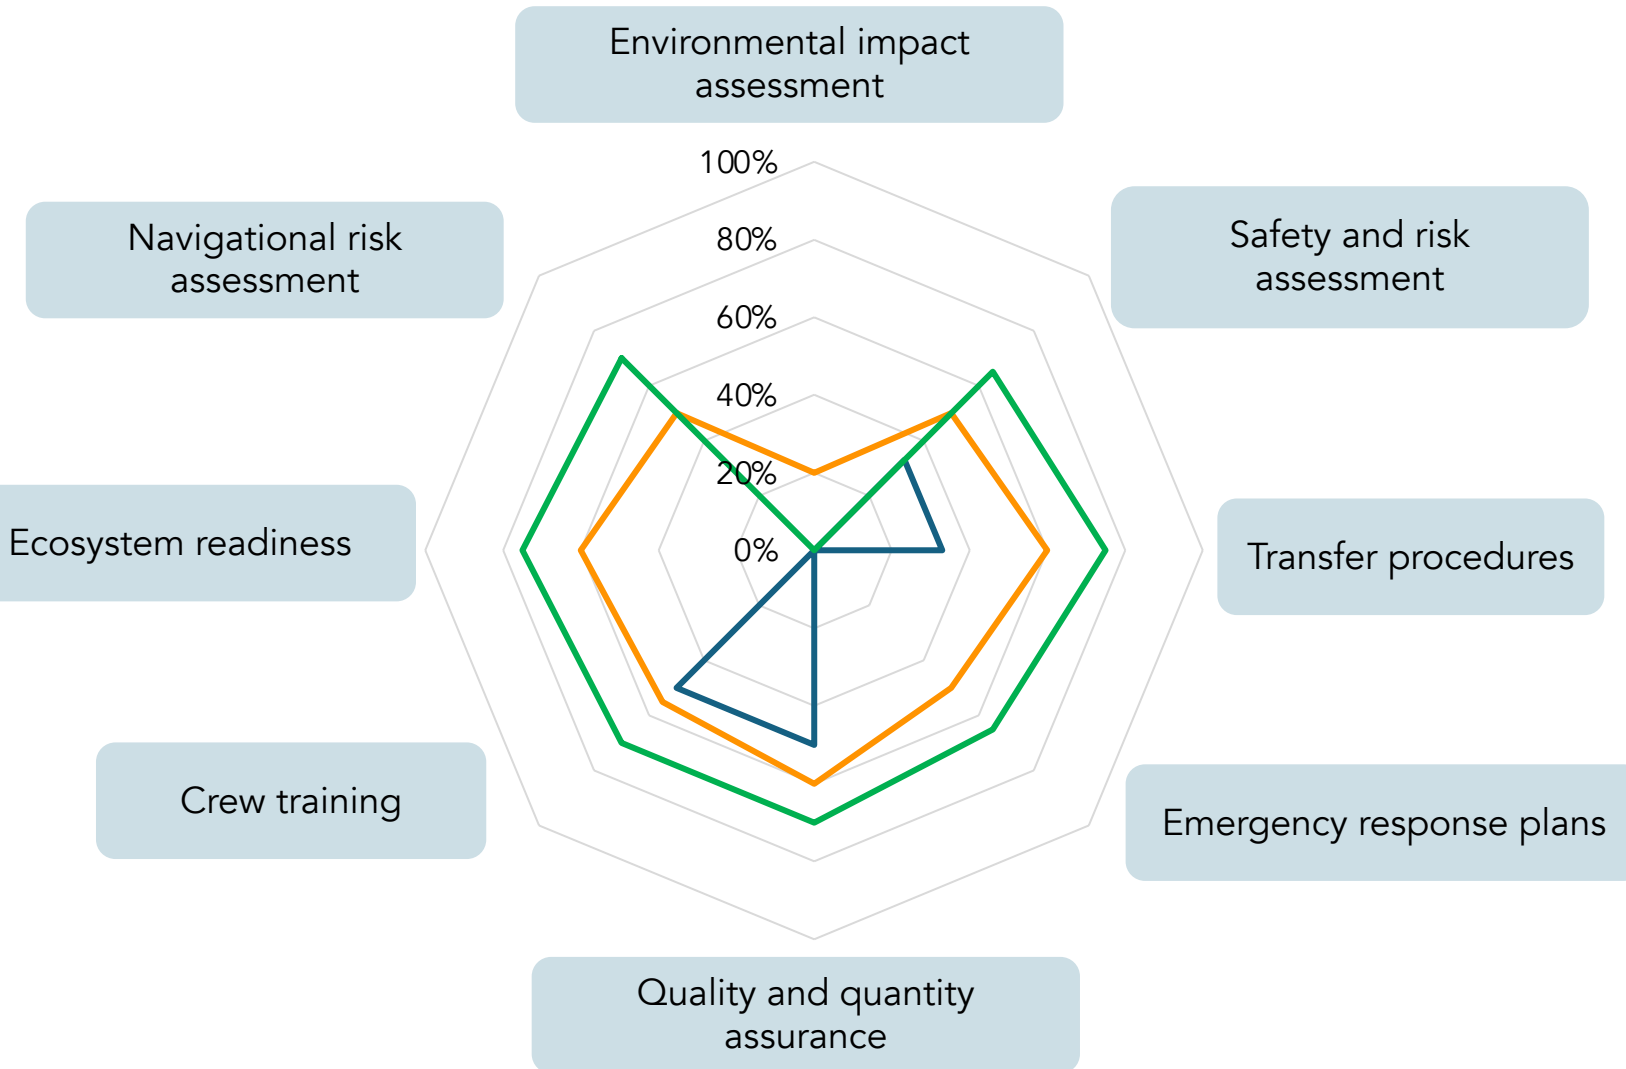 Environmental impact
assessment
100%
Navigational risk
assessment
80%
Safety and risk
assessment
60%
40%
20%
Ecosystem readiness
0%
Transfer procedures
Crew training
Emergency response plans
Quality and quantity
assurance